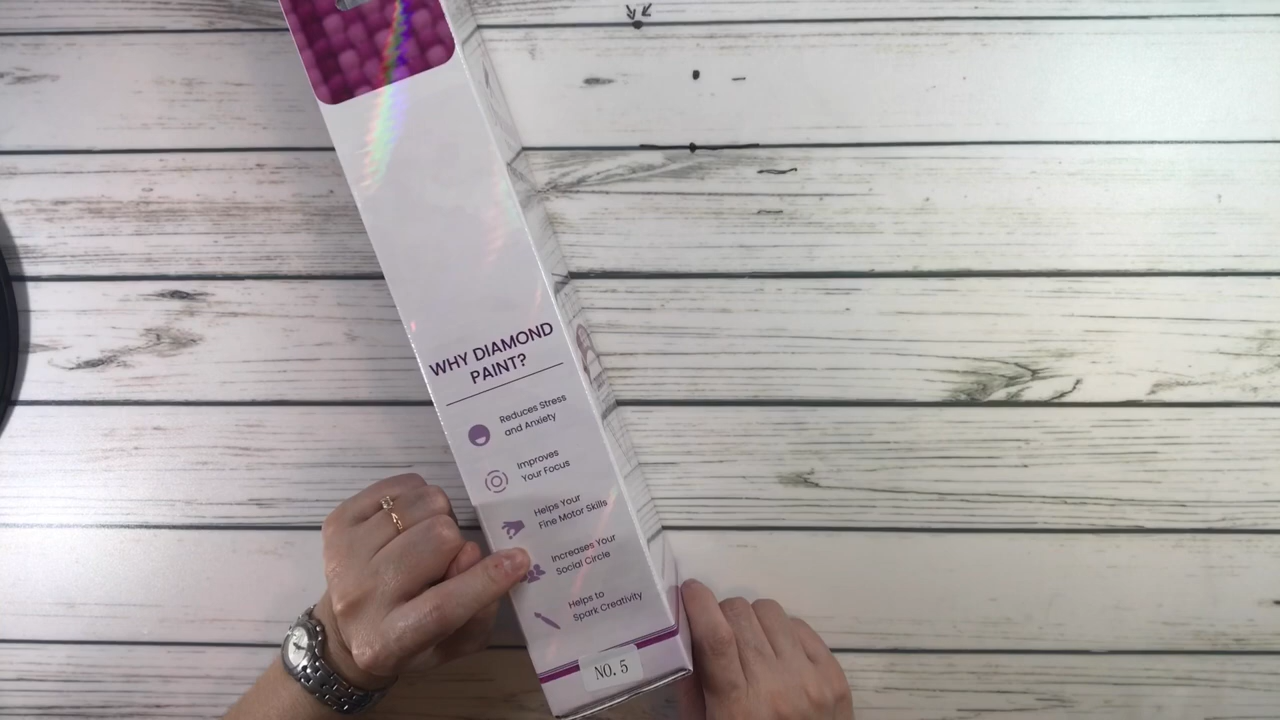 WHY DIAMOND
PAINT?
Reduces Stress
and Anxiety
Improves
Your Focus
Helps Your
Fine Motor Skills
Increases Your
Social Circle
Helps to
Spark Creativity
NO. 5